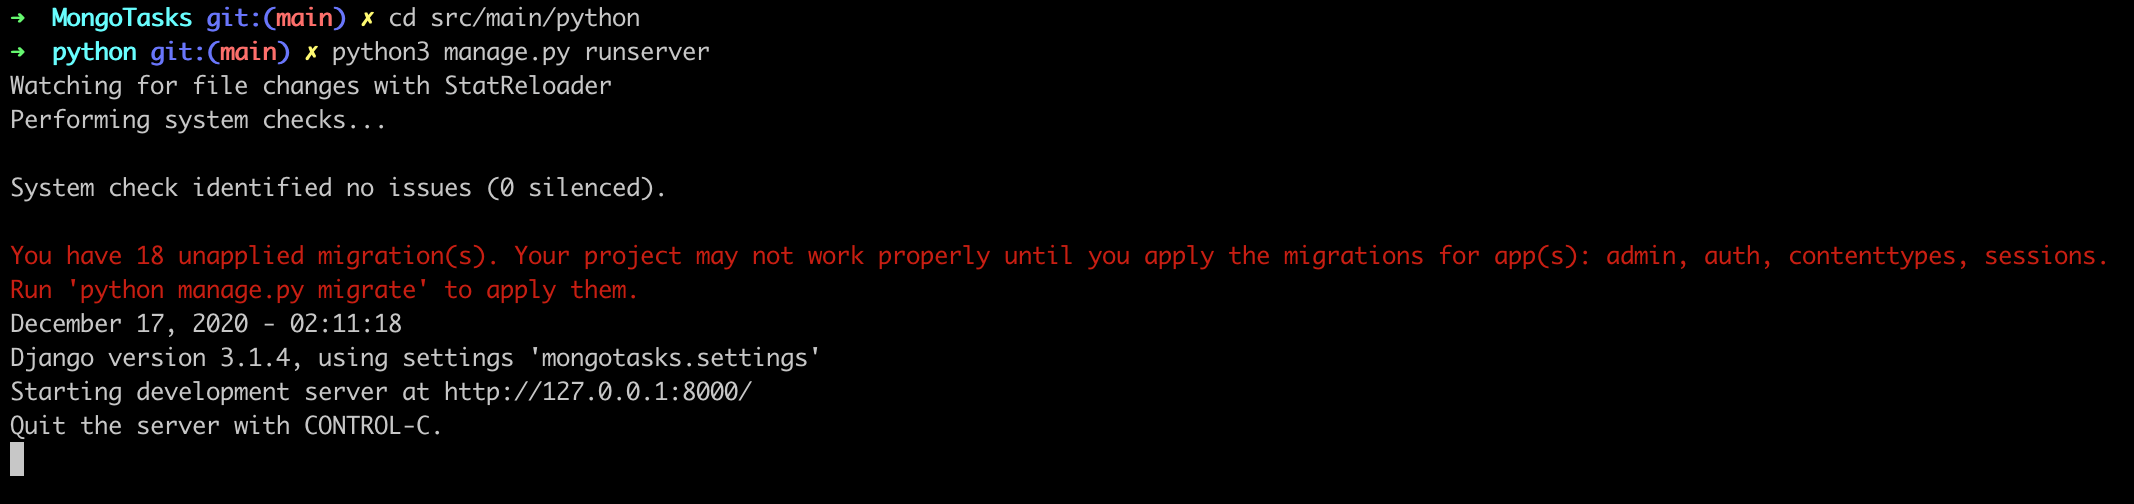 ➜  MongoTasks git:(main) ✗ cd src/main/python
➜  python git:(main) ✗ python3 manage.py runserver
Watching for file changes with StatReloader
Performing system checks...
System check identified no issues (0 silenced).
You have 18 unapplied migration(s). Your project may not work properly until you apply the migrations for app(s): admin, auth, contenttypes, sessions.
Run 'python manage.py migrate' to apply them.
December 17, 2020 - 02:11:18
Django version 3.1.4, using settings 'mongotasks.settings'
Starting development server at http://127.0.0.1:8000/
Quit the server with CONTROL-C.